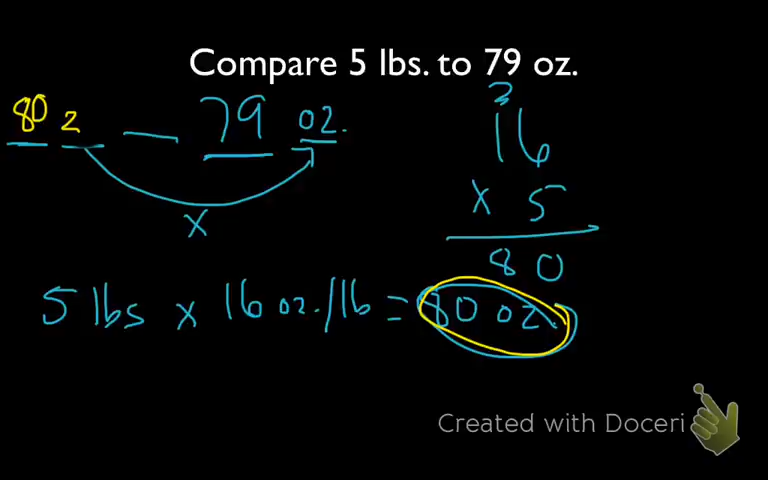 Compare 5 lbs. to 79 oz.
80 z — 79 oz.
x
3
16
x 5
80
5 lbs x 16 oz./lb = 80 oz.
Created with Doceri